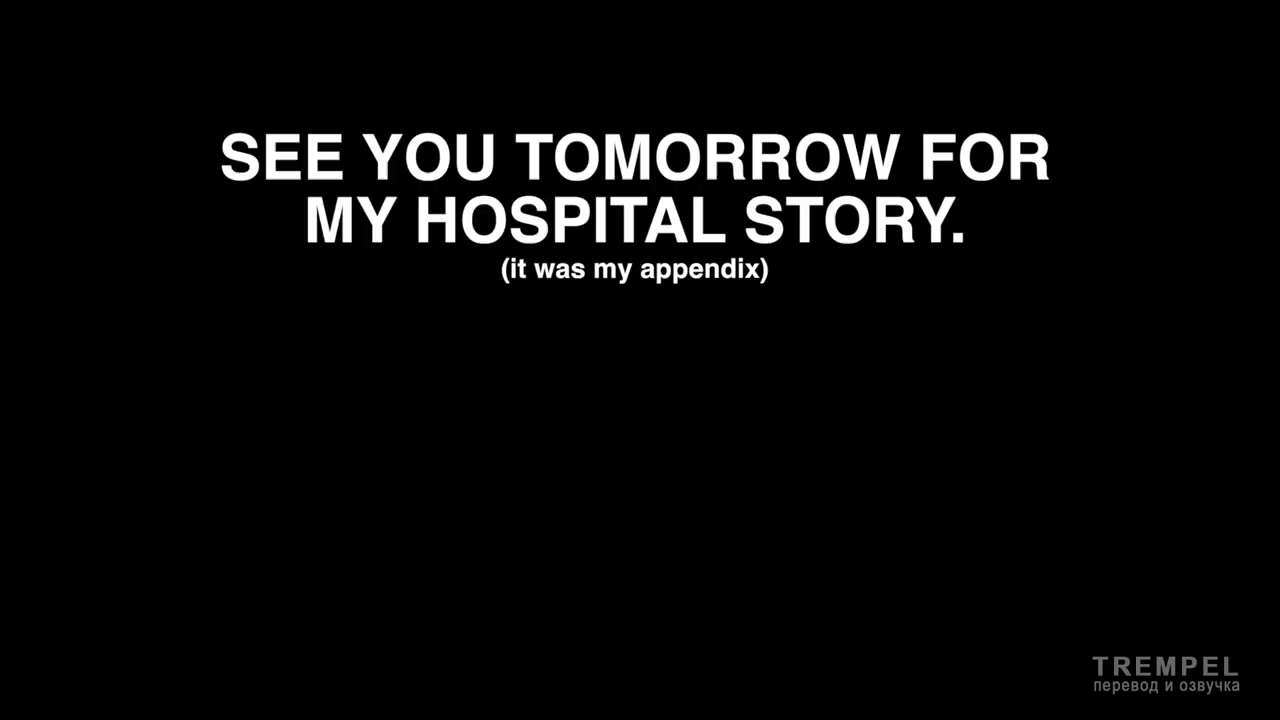 SEE YOU TOMORROW FOR
MY HOSPITAL STORY.
(it was my appendix)
TREMPEL
перевод и озвучка